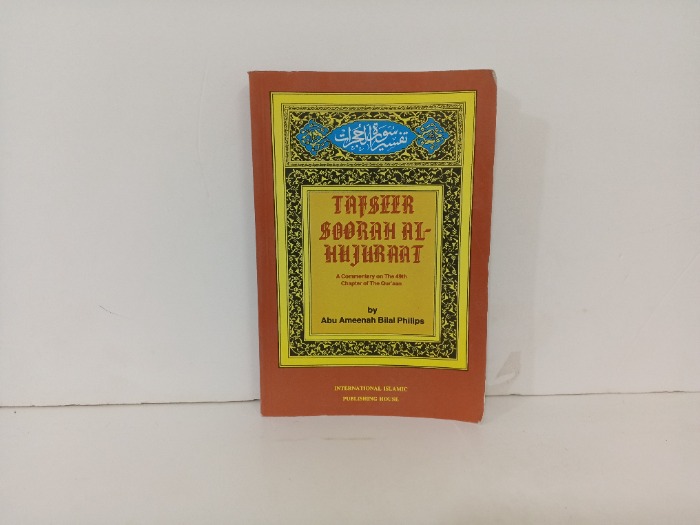 تفسير سورة الحجرات
TAFSEER
SOORAH AL-
HUJURAAT
A Commentary on The 49th
Chapter of The Qur'aan
by
Abu Ameenah Bilal Philips
INTERNATIONAL ISLAMIC
PUBLISHING HOUSE